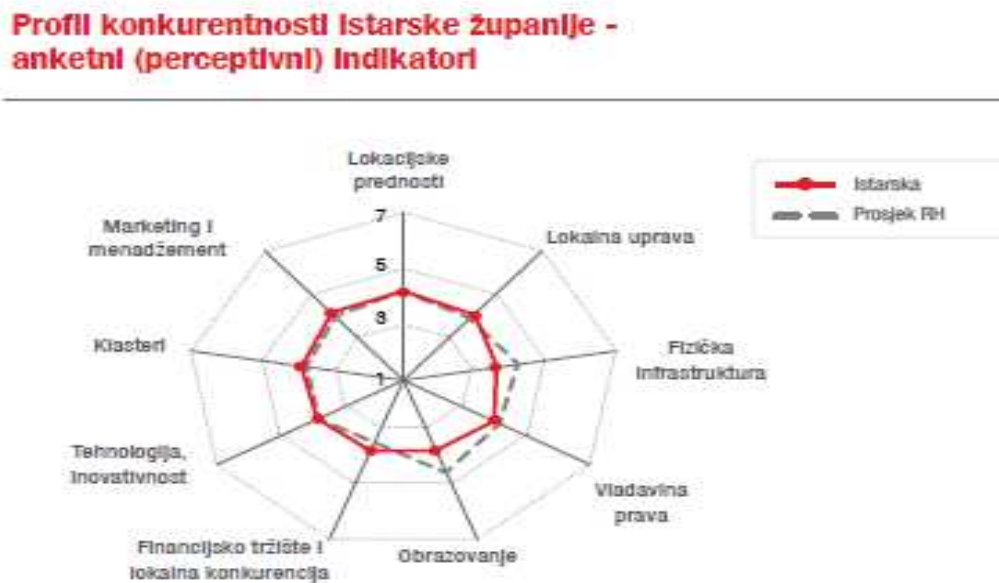 Profil konkurentnosti Istarske županije -
anketni (perceptivni) indikatori
Lokacijske
prednosti
Istarska
Prosjek RH
Marketing i
menadžment
7
Lokalna uprava
5
3
Klasteri
Fizička
infrastruktura
1
Tehnologija,
inovativnost
Vladavina
prava
Financijsko tržište i
lokalna konkurencija
Obrazovanje